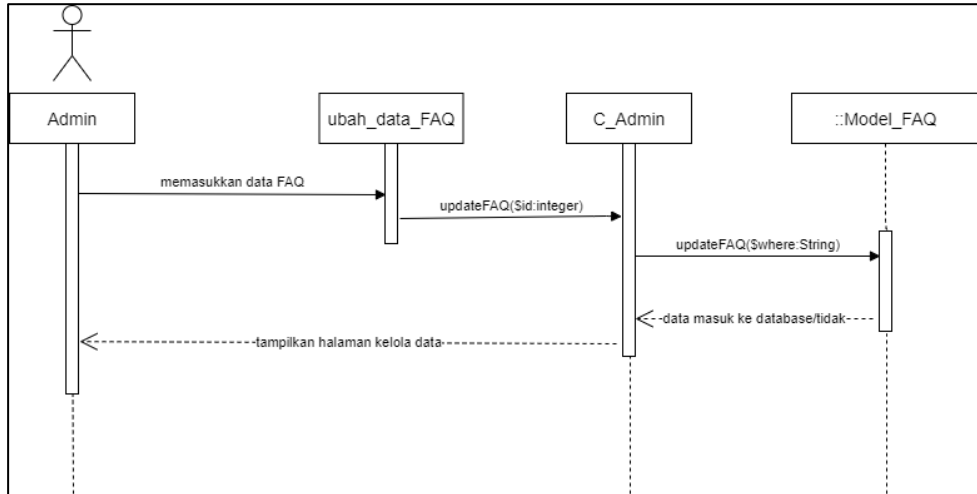 Admin
ubah_data_FAQ
C_Admin
::Model_FAQ
memasukkan data FAQ
updateFAQ($id:integer)
updateFAQ($where:String)
data masuk ke database/tidak
tampilkan halaman kelola data